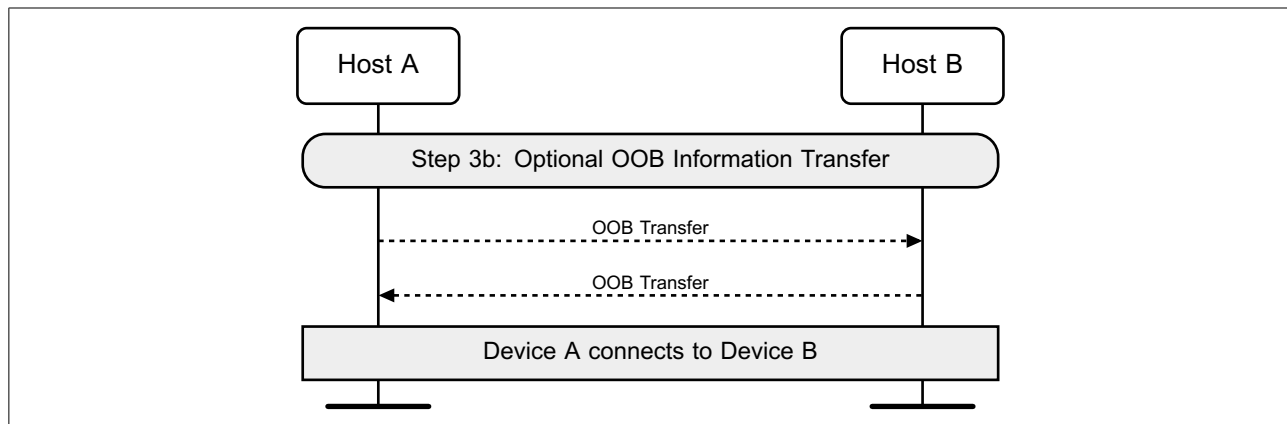 Host A
Host B
Step 3b: Optional OOB Information Transfer
OOB Transfer
OOB Transfer
Device A connects to Device B